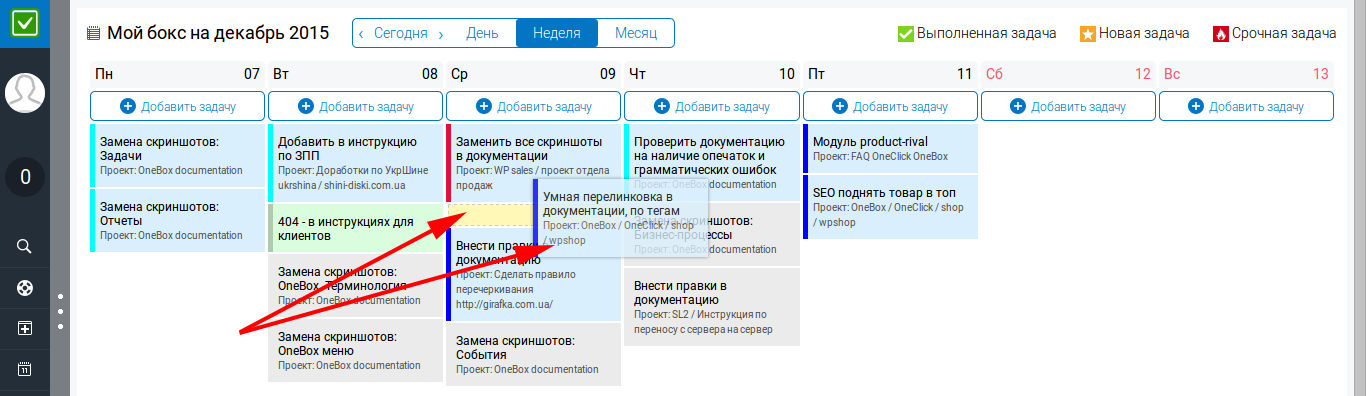 Мой бокс на декабрь 2015
‹ Сегодня › День Неделя Месяц
Выполненная задача Новая задача Срочная задача
Пн 07 Вт 08 Ср 09 Чт 10 Пт 11 Сб 12 Вс 13
Добавить задачу Добавить задачу Добавить задачу Добавить задачу Добавить задачу Добавить задачу Добавить задачу
0
11
Замена скриншотов:
Задачи
Проект: OneBox documentation
Замена скриншотов:
Отчеты
Проект: OneBox documentation
Добавить в инструкцию
по ЗПП
Проект: Доработки по УкрШине
ukrshina / shini-diski.com.ua
404 - в инструкциях для
клиентов
Замена скриншотов:
OneBox. Терминология
Проект: OneBox documentation
Замена скриншотов:
OneBox меню
Проект: OneBox documentation
Заменить все скриншоты
в документации
Проект: WP sales / проект отдела
продаж
Внести правки
документацию
Проект: Сделать правило
перечеркивания
http://girafka.com.ua/
Замена скриншотов:
События
Проект: OneBox documentation
Умная перелинковка в
документации, по тегам
Проект: OneBox / OneClick / shop
/ wpshop
Проверить документацию
на наличие опечаток и
грамматических ошибок
Проект: OneBox documentation
Замена скриншотов:
Бизнес-процессы
Проект: OneBox documentation
Внести правки в
документацию
Проект: SL2 / Инструкция по
переносу с сервера на сервер
Модуль product-rival
Проект: FAQ OneClick OneBox
SEO поднять товар в топ
Проект: OneBox / OneClick / shop
/ wpshop